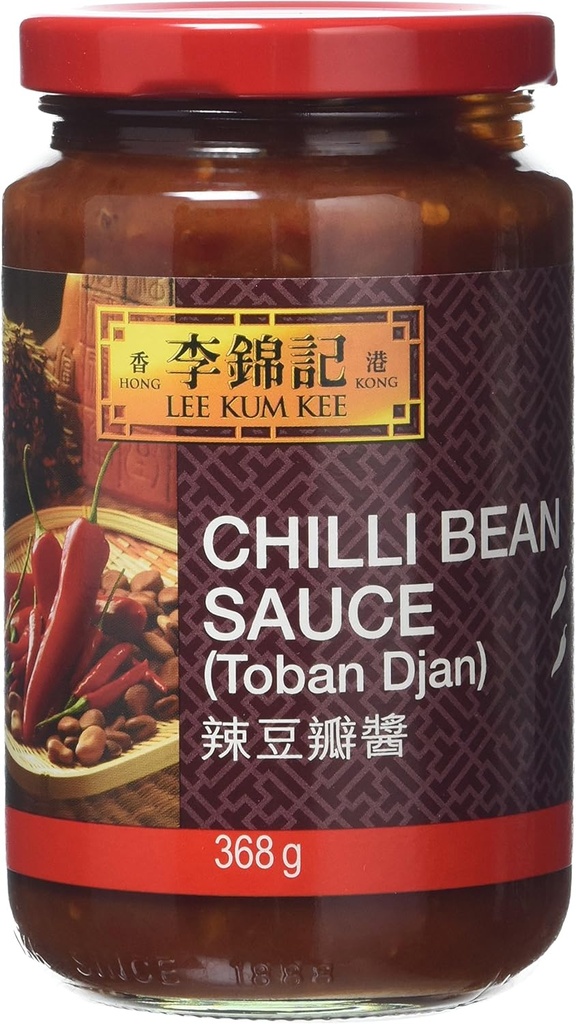 香 李錦記 港
HONG LEE KUM KEE KONG
CHILLI BEAN
SAUCE
(Toban Djan)
辣豆瓣醬
368 g
SINCE 1888